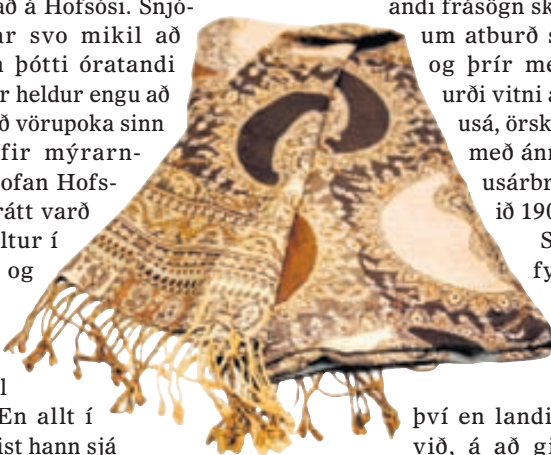 að á Hofsósi. Snjó-
ar svo mikil að
þótti óratandi
r heldur engu að
ð vörupoka sinn
fir mýrarn-
ofan Hofs-
rátt varð
ltur í
og
l
En allt í
ist hann sjá
andi frásögn sk
um atburð s
og þrír me
urði vitni a
usá, örsk
með ánn
usárbr
ið 190
S
fy
því en landi
við, á að gi